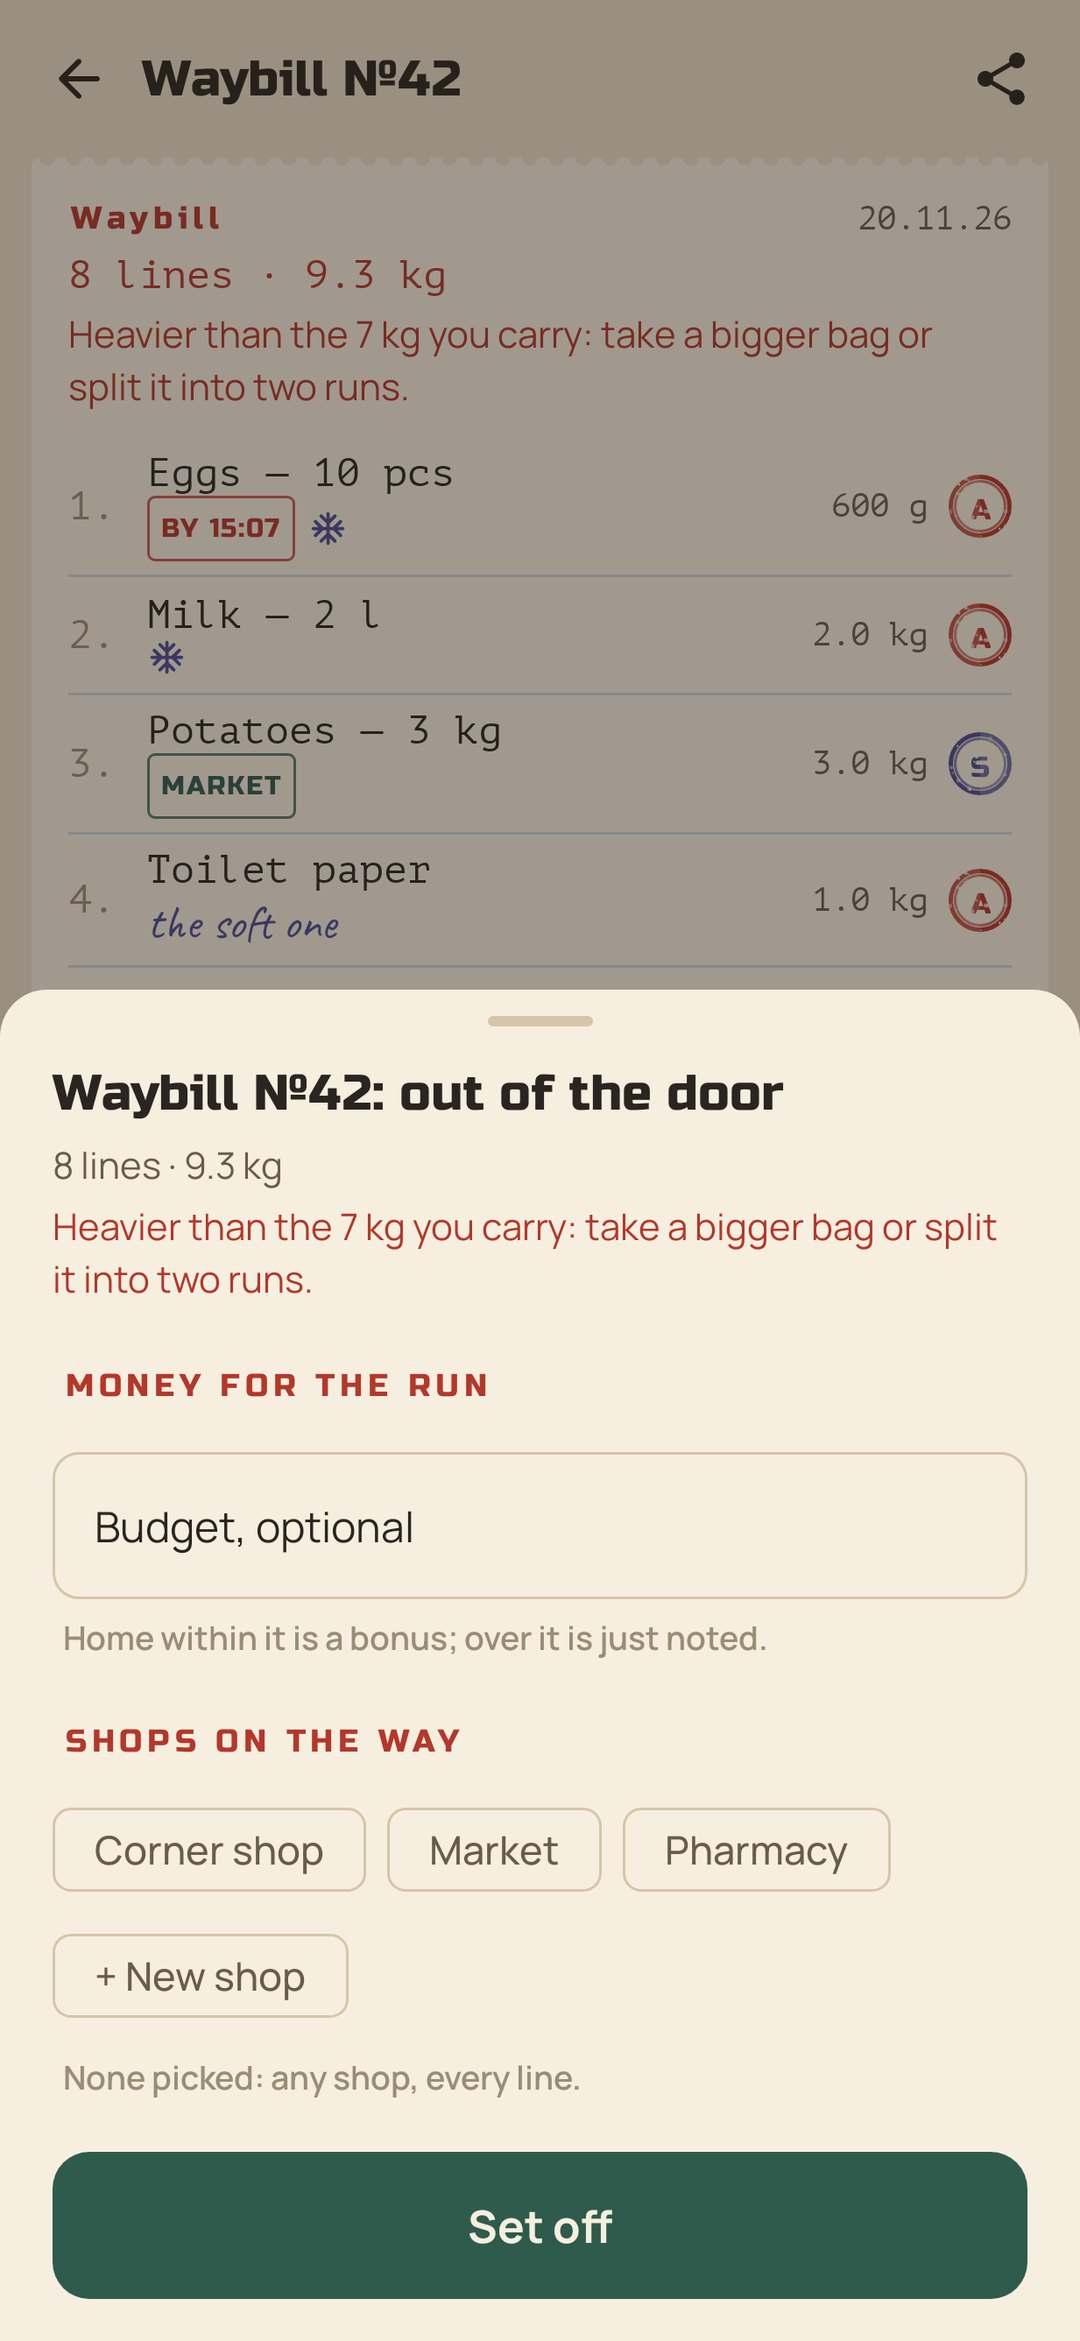 Waybill №42
Waybill 20.11.26
8 lines · 9.3 kg
Heavier than the 7 kg you carry: take a bigger bag or
split it into two runs.
1. Eggs — 10 pcs 600 g A
BY 15:07
2. Milk — 2 l 2.0 kg A
3. Potatoes — 3 kg 3.0 kg S
MARKET
4. Toilet paper 1.0 kg A
the soft one
Waybill №42: out of the door
8 lines · 9.3 kg
Heavier than the 7 kg you carry: take a bigger bag or split
it into two runs.
MONEY FOR THE RUN
Budget, optional
Home within it is a bonus; over it is just noted.
SHOPS ON THE WAY
Corner shop Market Pharmacy
+ New shop
None picked: any shop, every line.
Set off